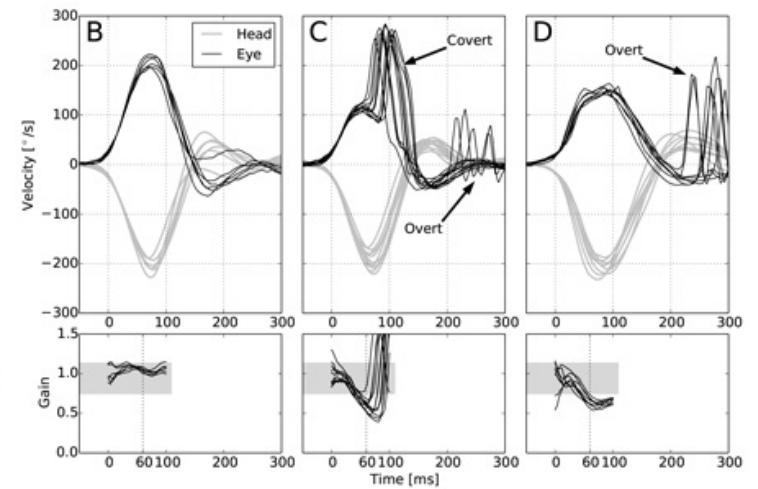 300
200
100
0
−100
−200
−300
Velocity [°/s]
B
Head
Eye
0 100 200 300
C
Covert
Overt
0 100 200 300
D
Overt
0 100 200 300
1.5
1.0
0.5
0.0
Gain
0 60 100 200 300
0 60 100 200 300
0 60 100 200 300
Time [ms]